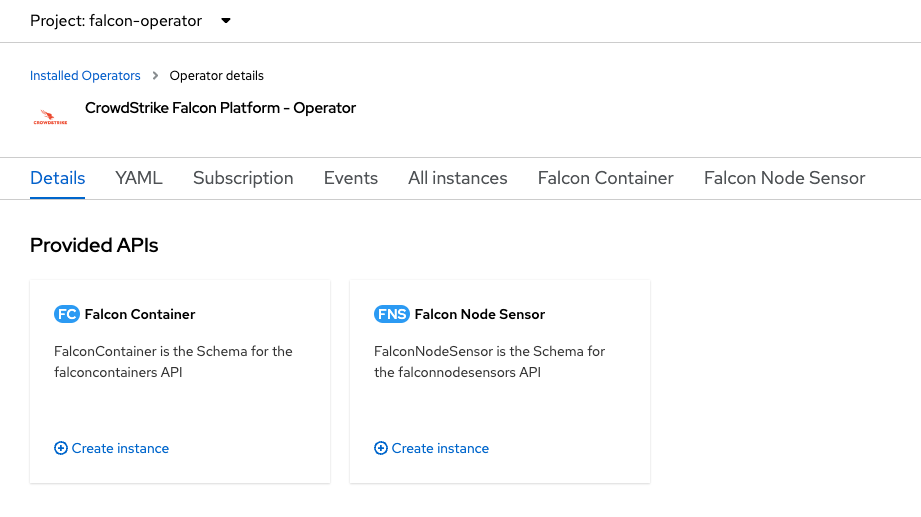 Project: falcon-operator
Installed Operators > Operator details
CROWDSTRIKE
CrowdStrike Falcon Platform - Operator
Details YAML Subscription Events All instances Falcon Container Falcon Node Sensor
Provided APIs
FC Falcon Container
FalconContainer is the Schema for the
falconcontainers API
Create instance
FNS Falcon Node Sensor
FalconNodeSensor is the Schema for
the falconnodesensors API
Create instance